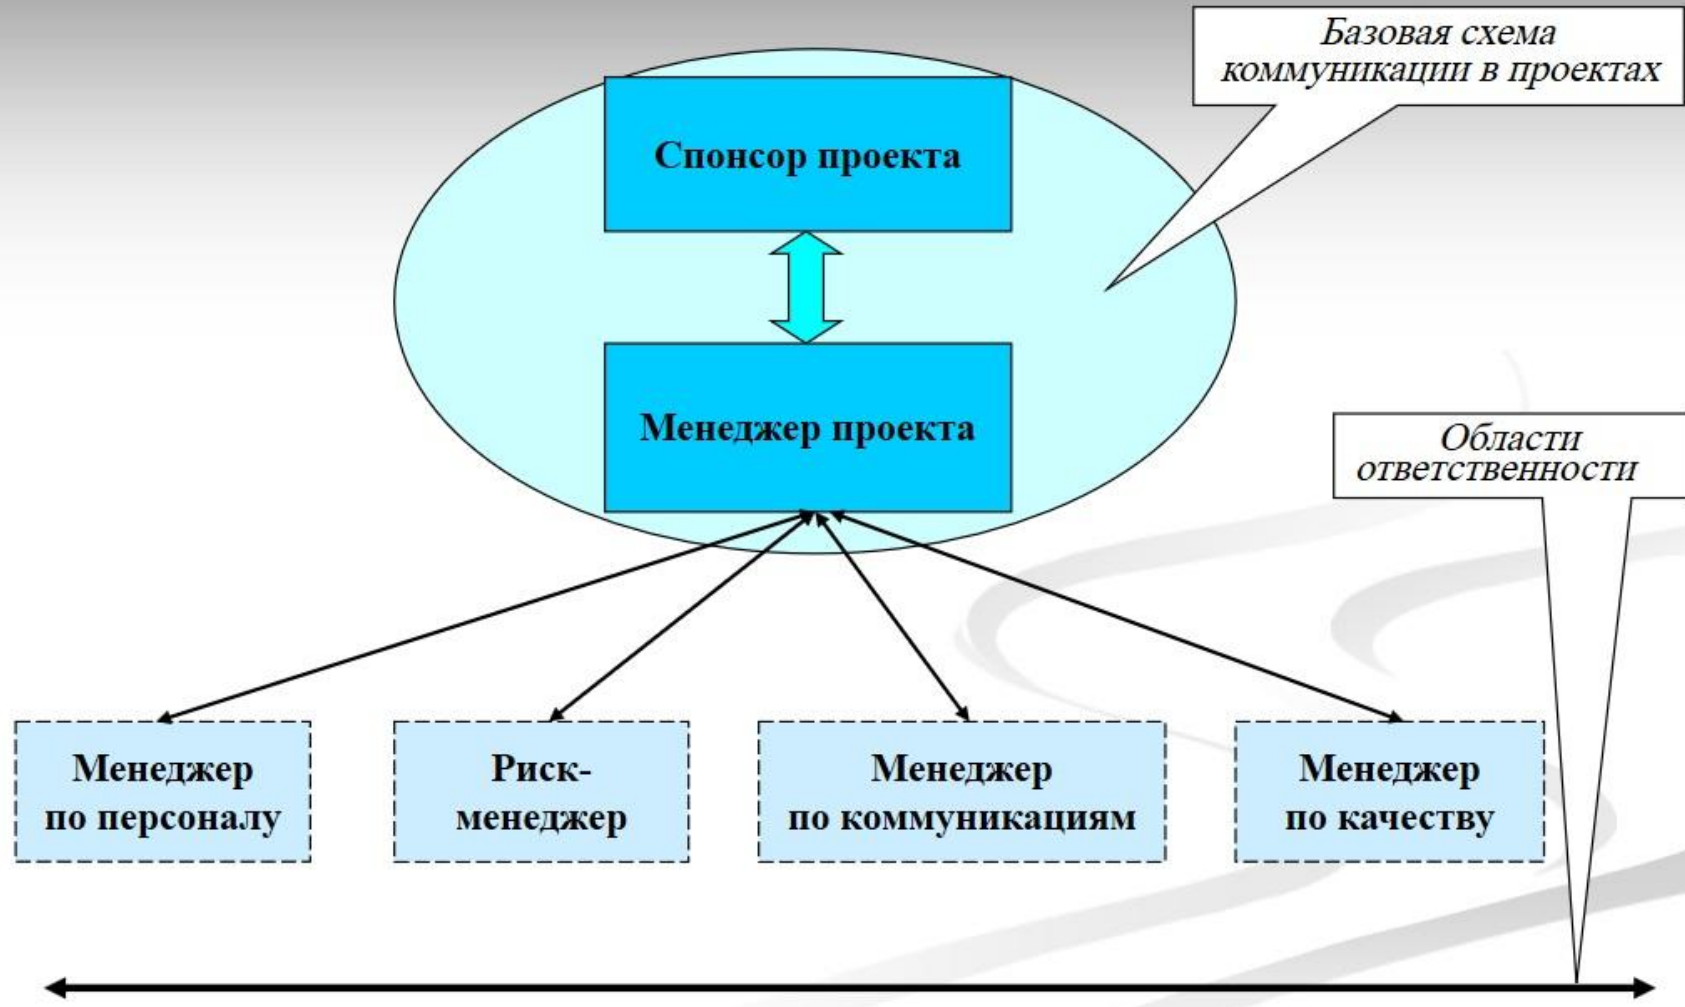 Базовая схема
коммуникации в проектах
Спонсор проекта
Менеджер проекта
Области
ответственности
Менеджер
по персоналу
Риск-
менеджер
Менеджер
по коммуникациям
Менеджер
по качеству